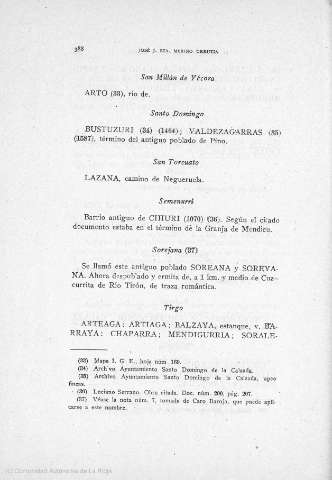 388 JOSÉ J. BTA. MERINO URRUTIA
San Millán de Yécora
ARTO (33), río de.
Santo Domingo
BUSTUZURI (34) (1464); VALDEZAGARRAS (35)
(1587), término del antiguo poblado de Pino.
San Torcuato
LAZANA, camino de Negueruela.
Semenurri
Barrio antiguo de CHIURI (1070) (36). Según el citado
documento estaba en el término de la Granja de Mendieu.
Sorejana (37)
Se llamó este antiguo poblado SOREANA y SOREYA-
NA. Ahora despoblado y ermita de, a 1 km. y medio de Cuz-
currita de Río Tirón, de traza románica.
Tirgo
ARTEAGA; ARTIAGA; BALZAYA, estanque, v. BA-
RRAYA; CHAPARRA; MENDIGURRIA; SORALE-
(33) Mapa I. G. E., hoja núm. 169.
(34) Archivo Ayuntamiento Santo Domingo de la Calzada.
(35) Archivo Ayuntamiento Santo Domingo de la Calzada, apeo
fincas.
(36) Luciano Serrano. Obra citada. Doc. núm. 200, pág. 207.
(37) Véase la nota núm. 7, tomada de Caro Baroja, que puede apli-
carse a este nombre.
(c) Comunidad Autónoma de La Rioja